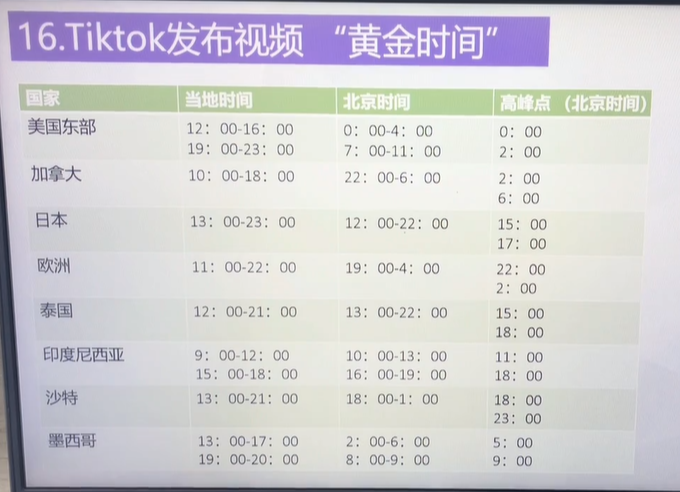 16.Tiktok发布视频 “黄金时间”
国家 当地时间 北京时间 高峰点 （北京时间）
美国东部 12：00-16：00 0：00-4：00 0：00
19：00-23：00 7：00-11：00 2：00
加拿大 10：00-18：00 22：00-6：00 2：00
6：00
日本 13：00-23：00 12：00-22：00 15：00
17：00
欧洲 11：00-22：00 19：00-4：00 22：00
2：00
泰国 12：00-21：00 13：00-22：00 15：00
18：00
印度尼西亚 9：00-12：00 10：00-13：00 11：00
15：00-18：00 16：00-19：00 18：00
沙特 13：00-21：00 18：00-1：00 18：00
23：00
墨西哥 13：00-17：00 2：00-6：00 5：00
19：00-20：00 8：00-9：00 9：00